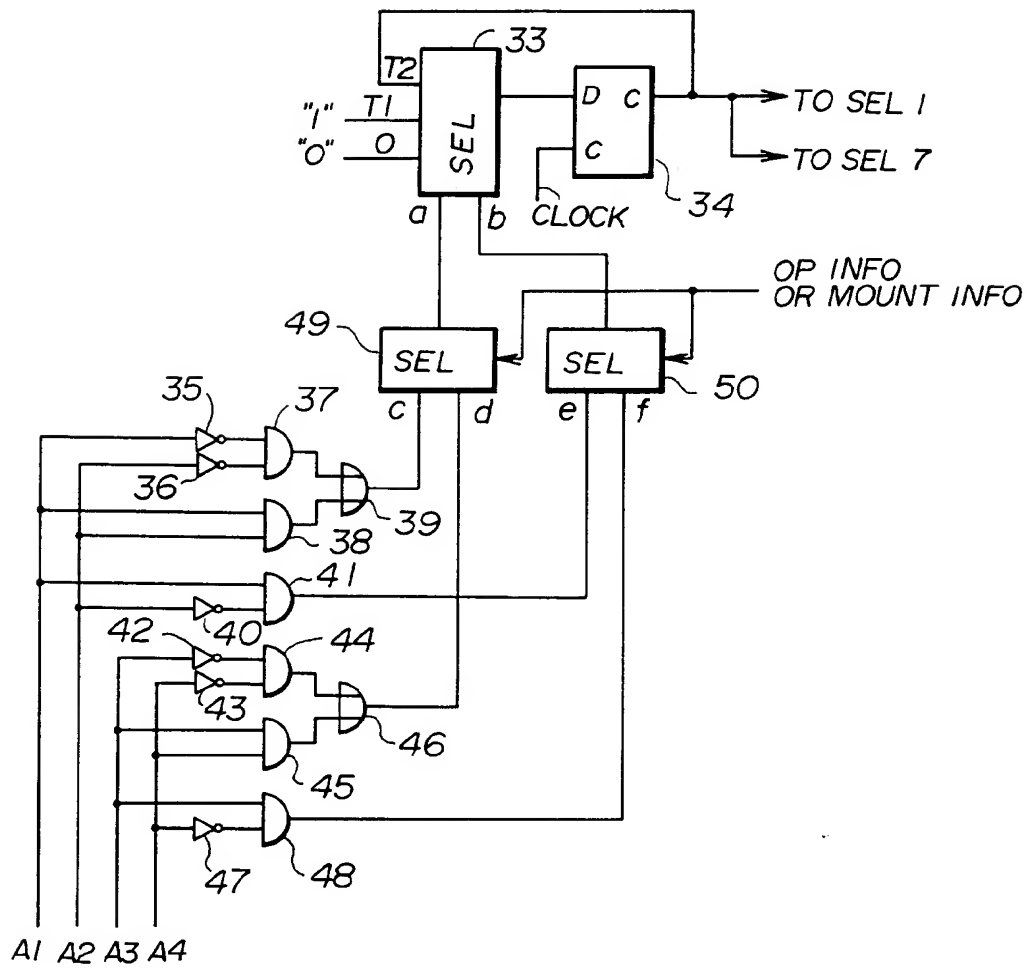 33
T2
"1" T1
"0" 0
SEL
D C
C
34
TO SEL 1
TO SEL 7
a b
CLOCK
OP INFO
OR MOUNT INFO
49
SEL
SEL
50
c d
e f
35
37
36
39
38
41
40
42
44
43
46
45
47
48
A1 A2 A3 A4